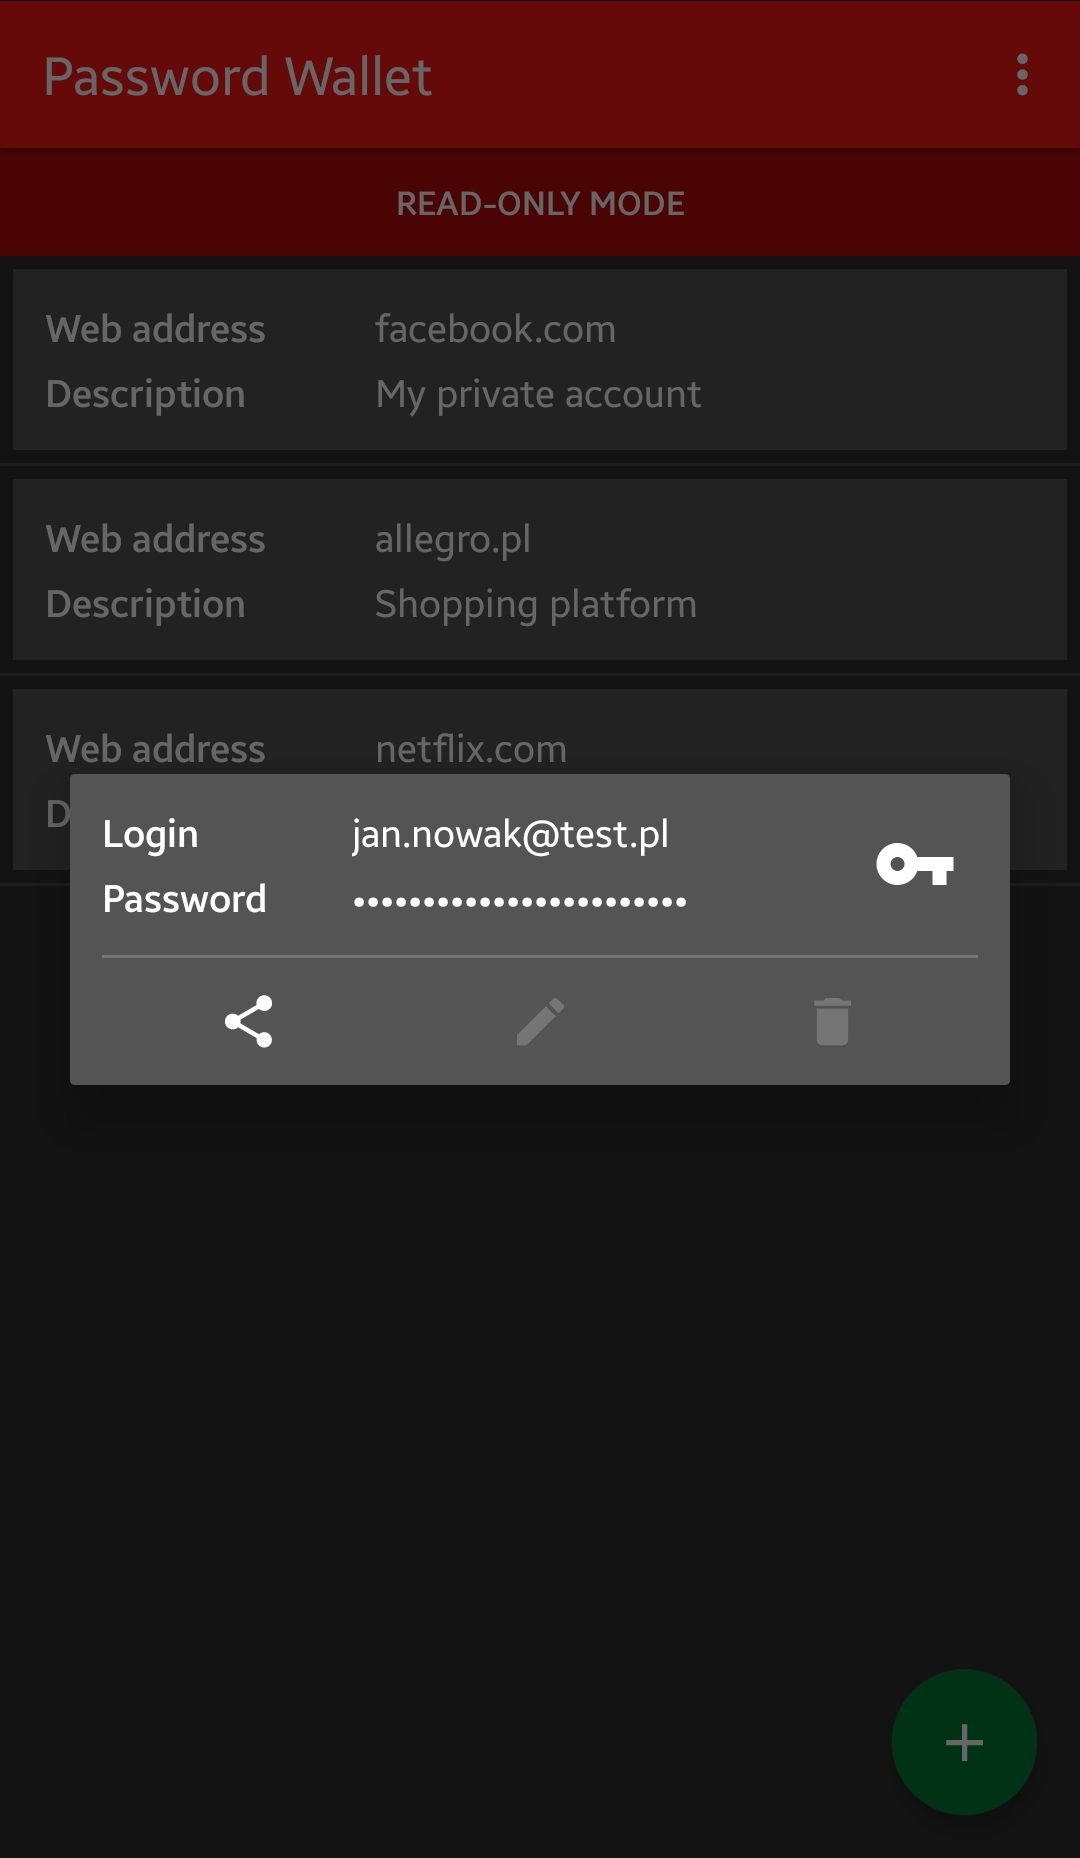 Password Wallet
READ-ONLY MODE
Web address facebook.com
Description My private account
Web address allegro.pl
Description Shopping platform
Web address netflix.com
D
Login jan.nowak@test.pl
Password ••••••••••••••••••••••••